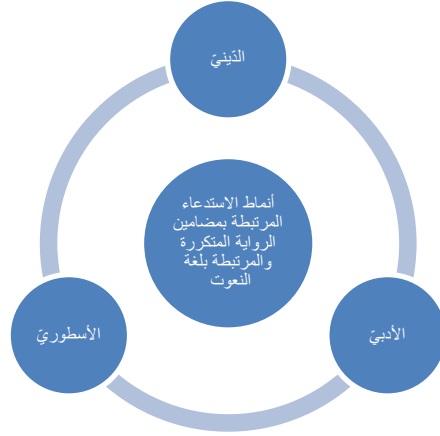 الدّينيّ
أنماط الاستدعاء
المرتبطة بمضامين
الرواية المتكررة
والمرتبطة بلغة
النعوت
الأدبيّ
الأسطوريّ